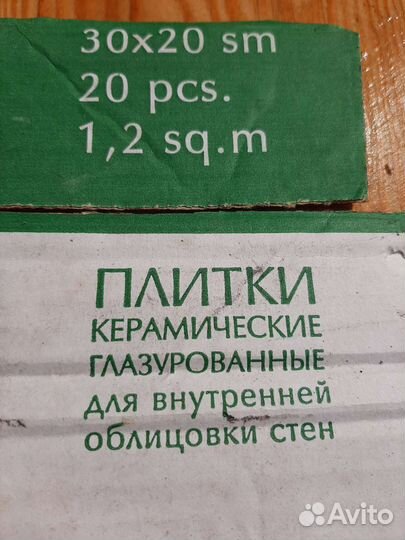 30x20 sm
20 pcs.
1,2 sq.m
ПЛИТКИ
КЕРАМИЧЕСКИЕ
ГЛАЗУРОВАННЫЕ
для внутренней
облицовки стен
Avito